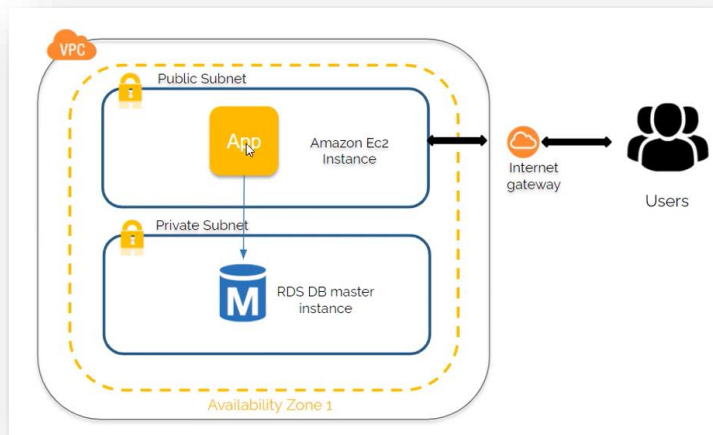 VPC
Public Subnet
App
Amazon Ec2
Instance
Internet
gateway
Users
Private Subnet
M
RDS DB master
instance
Availability Zone 1